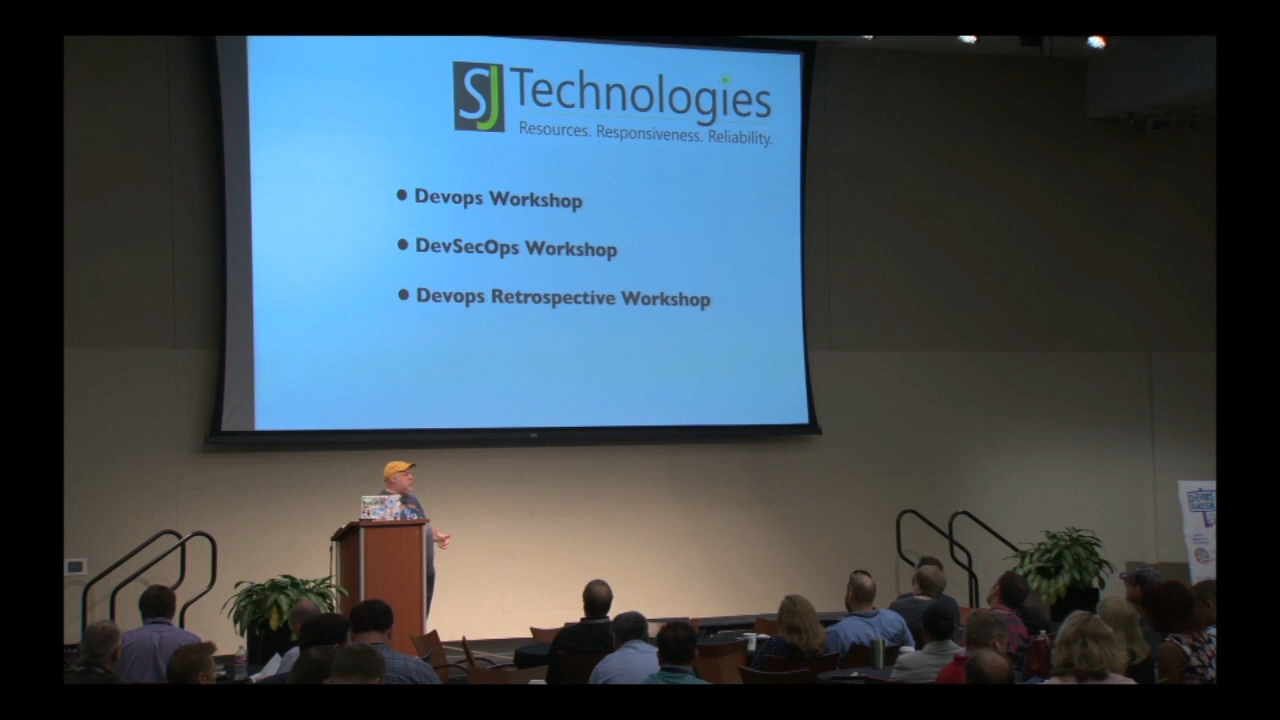 SJ Technologies
Resources. Responsiveness. Reliability.
• Devops Workshop
• DevSecOps Workshop
• Devops Retrospective Workshop